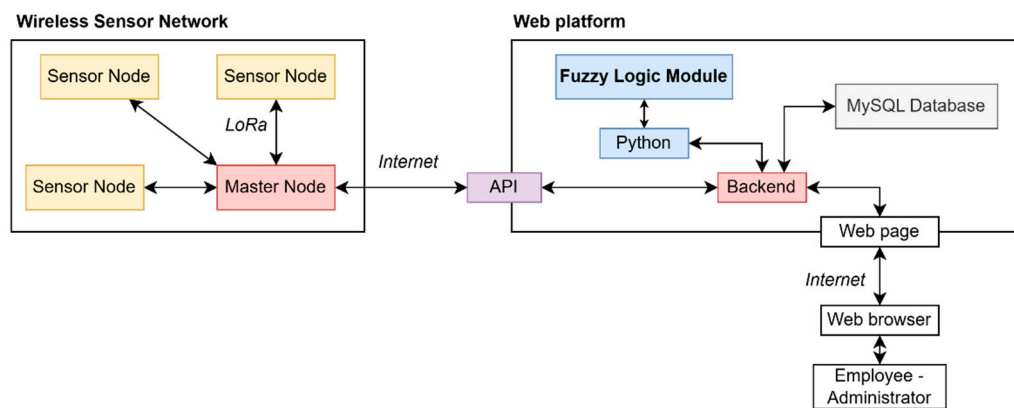 Wireless Sensor Network
Web platform
Sensor Node
Sensor Node
Fuzzy Logic Module
MySQL Database
LoRa
Python
Internet
Sensor Node
Master Node
API
Backend
Web page
Internet
Web browser
Employee -
Administrator